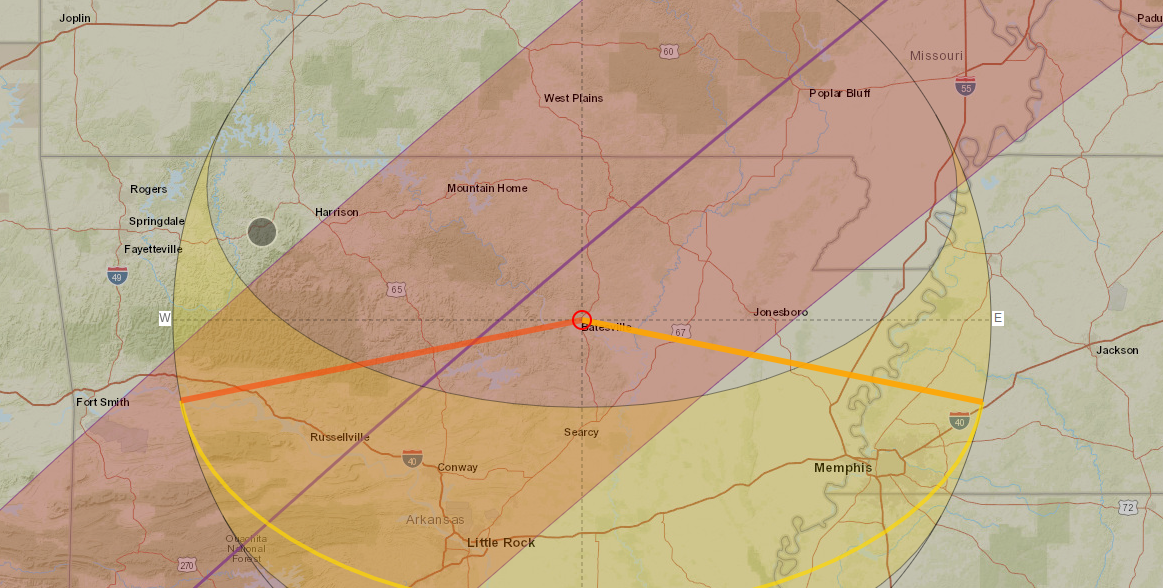 Joplin
Padu
60
Missouri
West Plains
Poplar Bluff
55
Rogers
Mountain Home
Springdale
Harrison
Fayetteville
49
65
W
Batesville
67
Jonesboro
E
Jackson
Fort Smith
40
Russellville
Searcy
40
Conway
Memphis
72
Arkansas
Little Rock
Ouachita
National
Forest
270